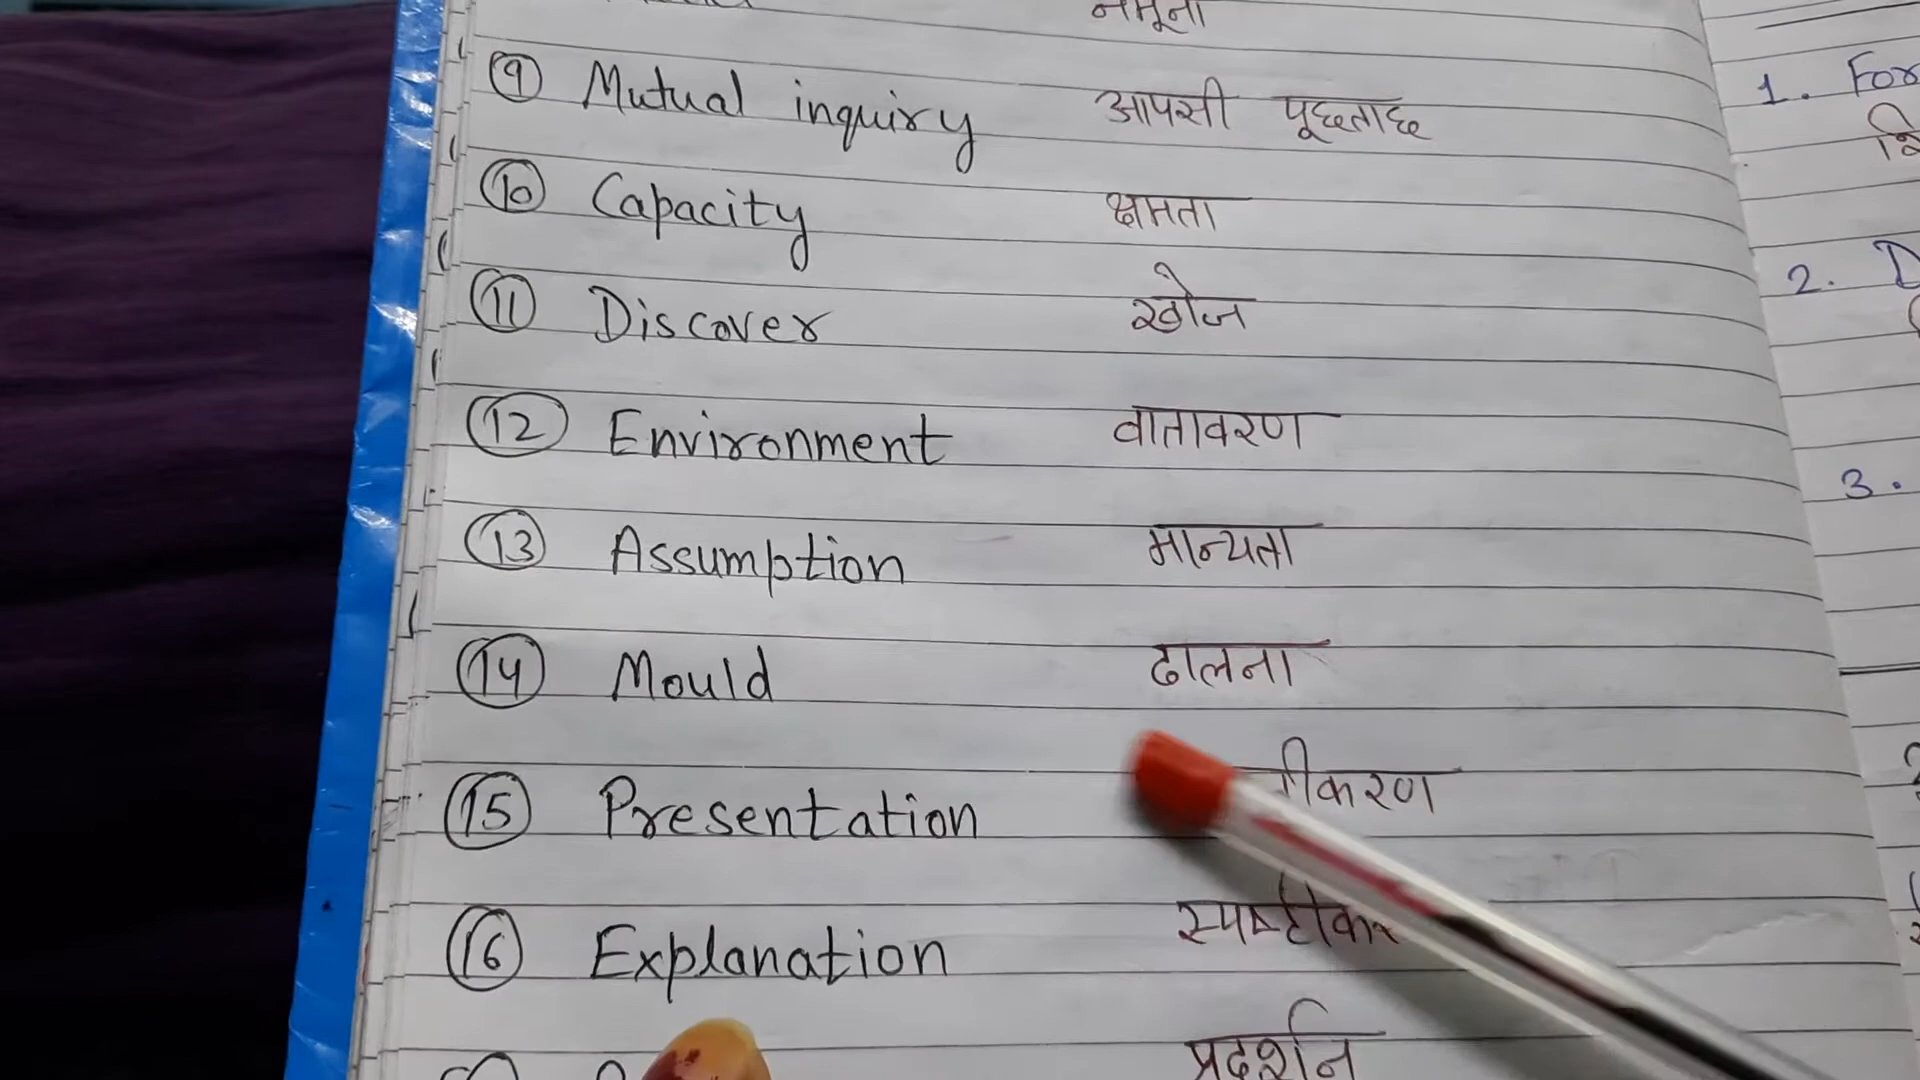 नमूना
9 Mutual inquiry आपसी पूछताछ
10 Capacity क्षमता
11 Discover खोज
12 Environment वातावरण
13 Assumption मान्यता
14 Mould ढालना
15 Presentation
16 Explanation
प्रदर्शन
1. For
2. D
3.